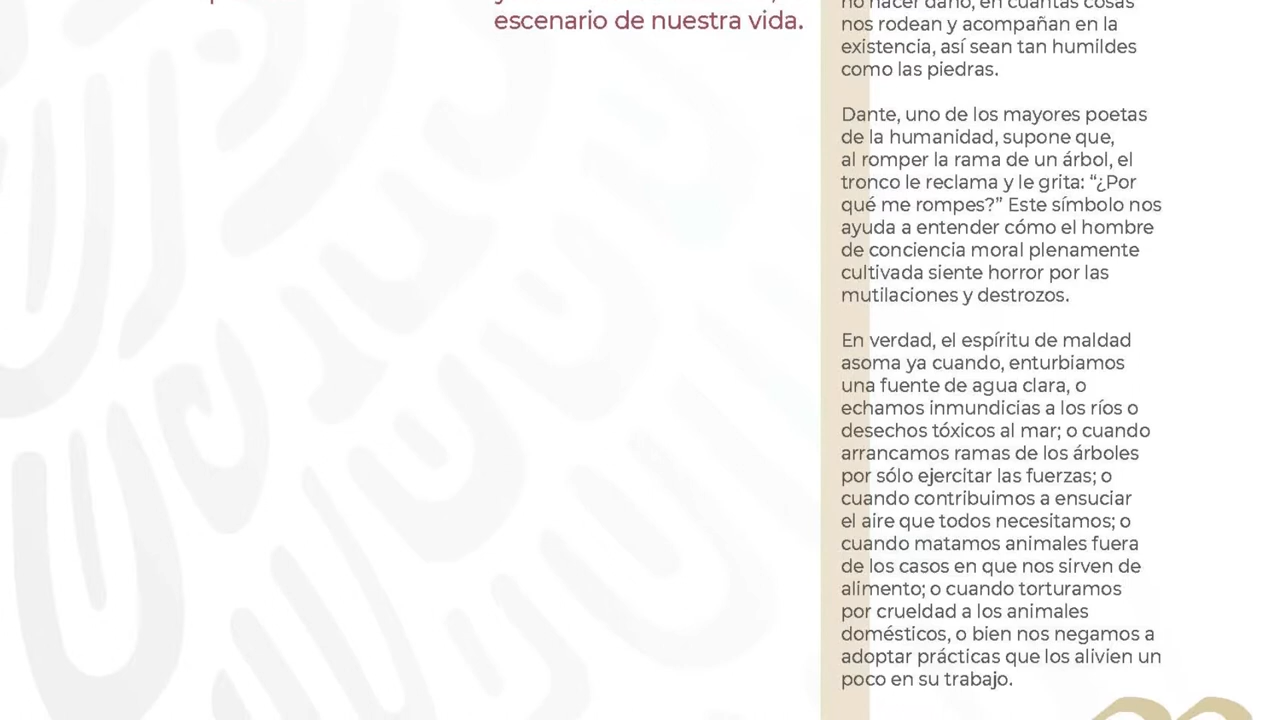 escenario de nuestra vida.
no hacer daño, en cuantas cosas
nos rodean y acompañan en la
existencia, así sean tan humildes
como las piedras.
Dante, uno de los mayores poetas
de la humanidad, supone que,
al romper la rama de un árbol, el
tronco le reclama y le grita: “¿Por
qué me rompes?” Este símbolo nos
ayuda a entender cómo el hombre
de conciencia moral plenamente
cultivada siente horror por las
mutilaciones y destrozos.
En verdad, el espíritu de maldad
asoma ya cuando, enturbiamos
una fuente de agua clara, o
echamos inmundicias a los ríos o
desechos tóxicos al mar; o cuando
arrancamos ramas de los árboles
por sólo ejercitar las fuerzas; o
cuando contribuimos a ensuciar
el aire que todos necesitamos; o
cuando matamos animales fuera
de los casos en que nos sirven de
alimento; o cuando torturamos
por crueldad a los animales
domésticos, o bien nos negamos a
adoptar prácticas que los alivien un
poco en su trabajo.